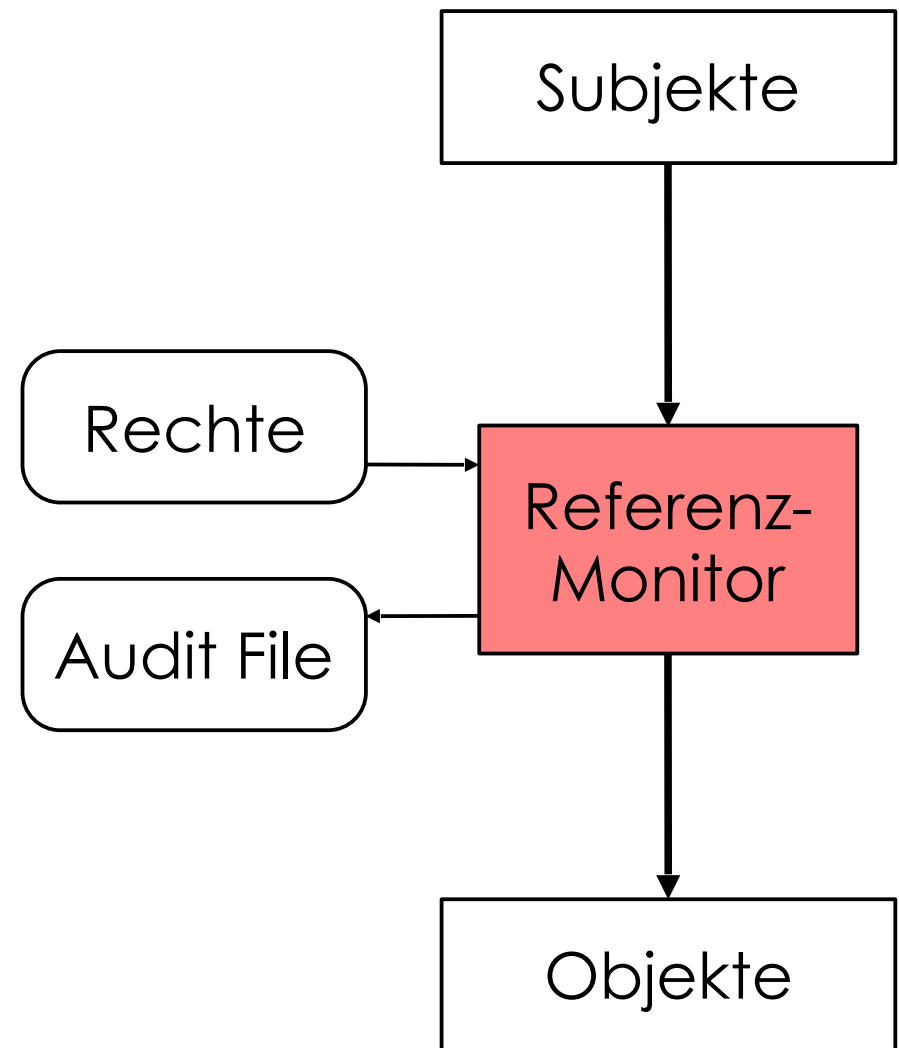 Subjekte
Rechte
Referenz-
Monitor
Audit File
Objekte